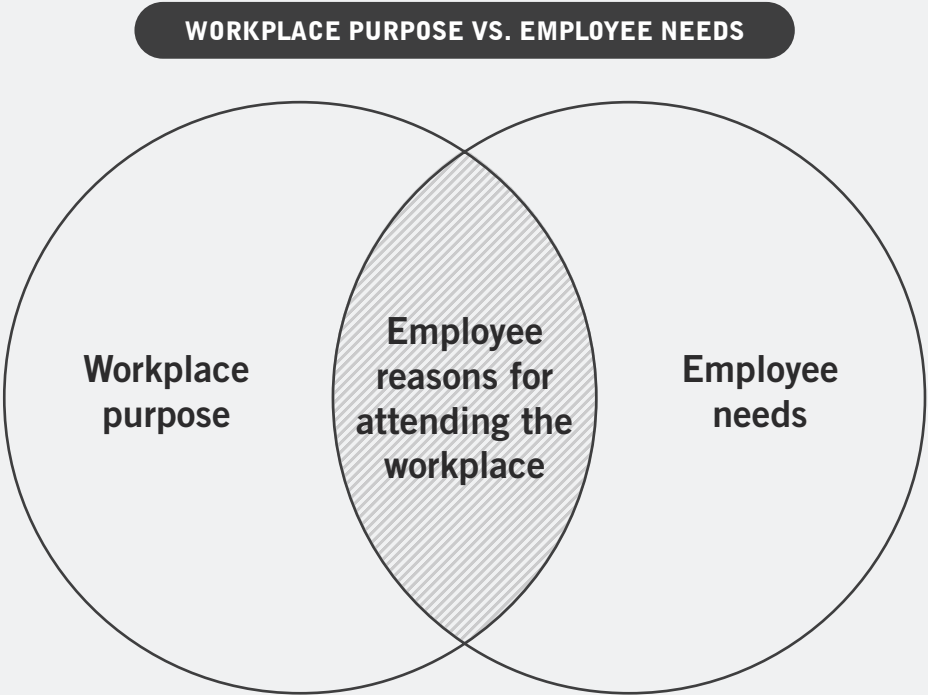 WORKPLACE PURPOSE VS. EMPLOYEE NEEDS
Workplace
purpose
Employee
reasons for
attending the
workplace
Employee
needs